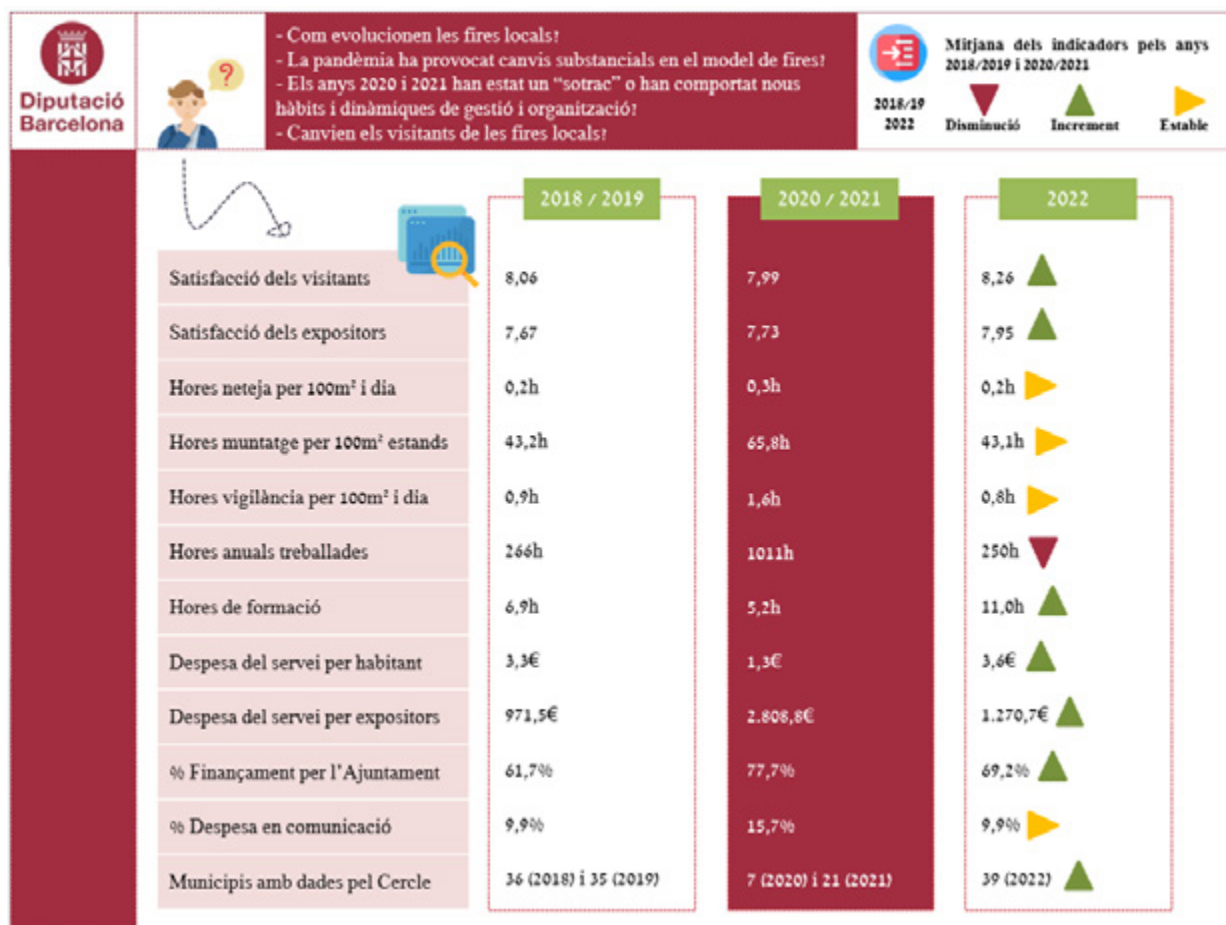 Diputació
Barcelona
?
- Com evolucionen les fires locals?
- La pandèmia ha provocat canvis substancials en el model de fires?
- Els anys 2020 i 2021 han estat un “sotrac” o han comportat nous
hàbits i dinàmiques de gestió i organització?
- Canvien els visitants de les fires locals?
2018/19
2022
Mitjana dels indicadors pels anys
2018/2019 i 2020/2021
Disminució Increment Estable
2018 / 2019 2020 / 2021 2022
Satisfacció dels visitants 8,06 7,99 8,26
Satisfacció dels expositors 7,67 7,73 7,95
Hores neteja per 100m² i dia 0,2h 0,3h 0,2h
Hores muntatge per 100m² estands 43,2h 65,8h 43,1h
Hores vigilància per 100m² i dia 0,9h 1,6h 0,8h
Hores anuals treballades 266h 1011h 250h
Hores de formació 6,9h 5,2h 11,0h
Despesa del servei per habitant 3,3€ 1,3€ 3,6€
Despesa del servei per expositors 971,5€ 2.808,8€ 1.270,7€
% Finançament per l’Ajuntament 61,7% 77,7% 69,2%
% Despesa en comunicació 9,9% 15,7% 9,9%
Municipis amb dades pel Cercle 36 (2018) i 35 (2019) 7 (2020) i 21 (2021) 39 (2022)